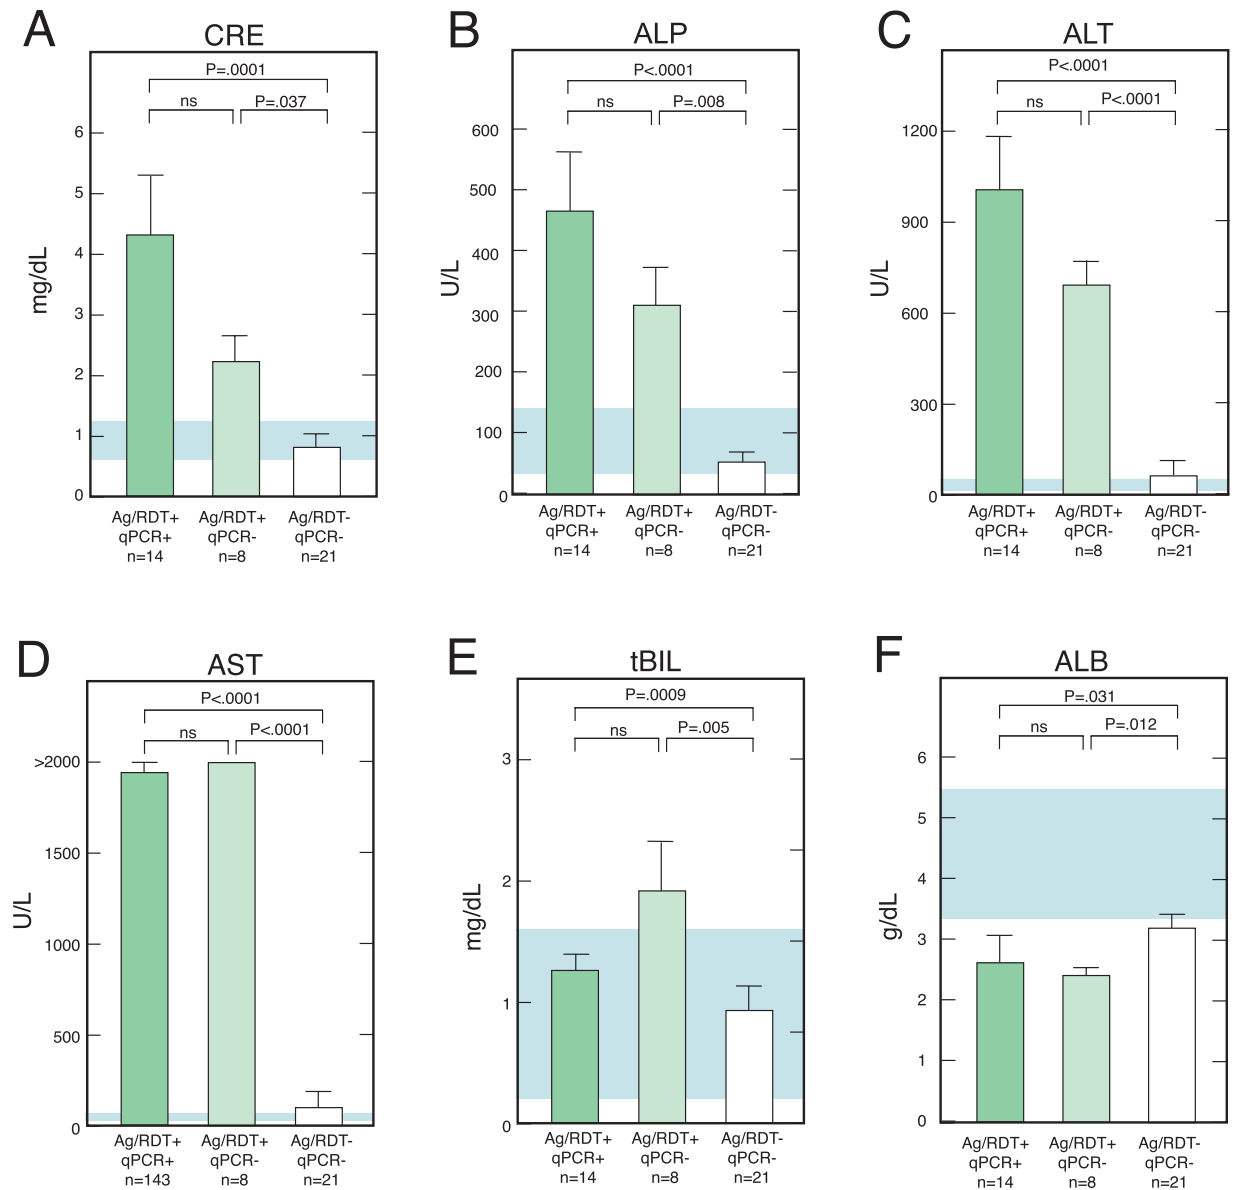 A
CRE
P=.0001
ns
P=.037
6
5
4
3
2
1
0
mg/dL
Ag/RDT+ Ag/RDT+ Ag/RDT-
qPCR+ qPCR- qPCR-
n=14 n=8 n=21
B
ALP
P<.0001
ns
P=.008
600
500
400
300
200
100
0
U/L
Ag/RDT+ Ag/RDT+ Ag/RDT-
qPCR+ qPCR- qPCR-
n=14 n=8 n=21
C
ALT
P<.0001
ns
P<.0001
1200
900
600
300
0
U/L
Ag/RDT+ Ag/RDT+ Ag/RDT-
qPCR+ qPCR- qPCR-
n=14 n=8 n=21
D
AST
P<.0001
ns
P<.0001
>2000
1500
1000
500
0
U/L
Ag/RDT+ Ag/RDT+ Ag/RDT-
qPCR+ qPCR- qPCR-
n=143 n=8 n=21
E
tBIL
P=.0009
ns
P=.005
3
2
1
0
mg/dL
Ag/RDT+ Ag/RDT+ Ag/RDT-
qPCR+ qPCR- qPCR-
n=14 n=8 n=21
F
ALB
P=.031
ns
P=.012
6
5
4
3
2
1
0
g/dL
Ag/RDT+ Ag/RDT+ Ag/RDT-
qPCR+ qPCR- qPCR-
n=14 n=8 n=21